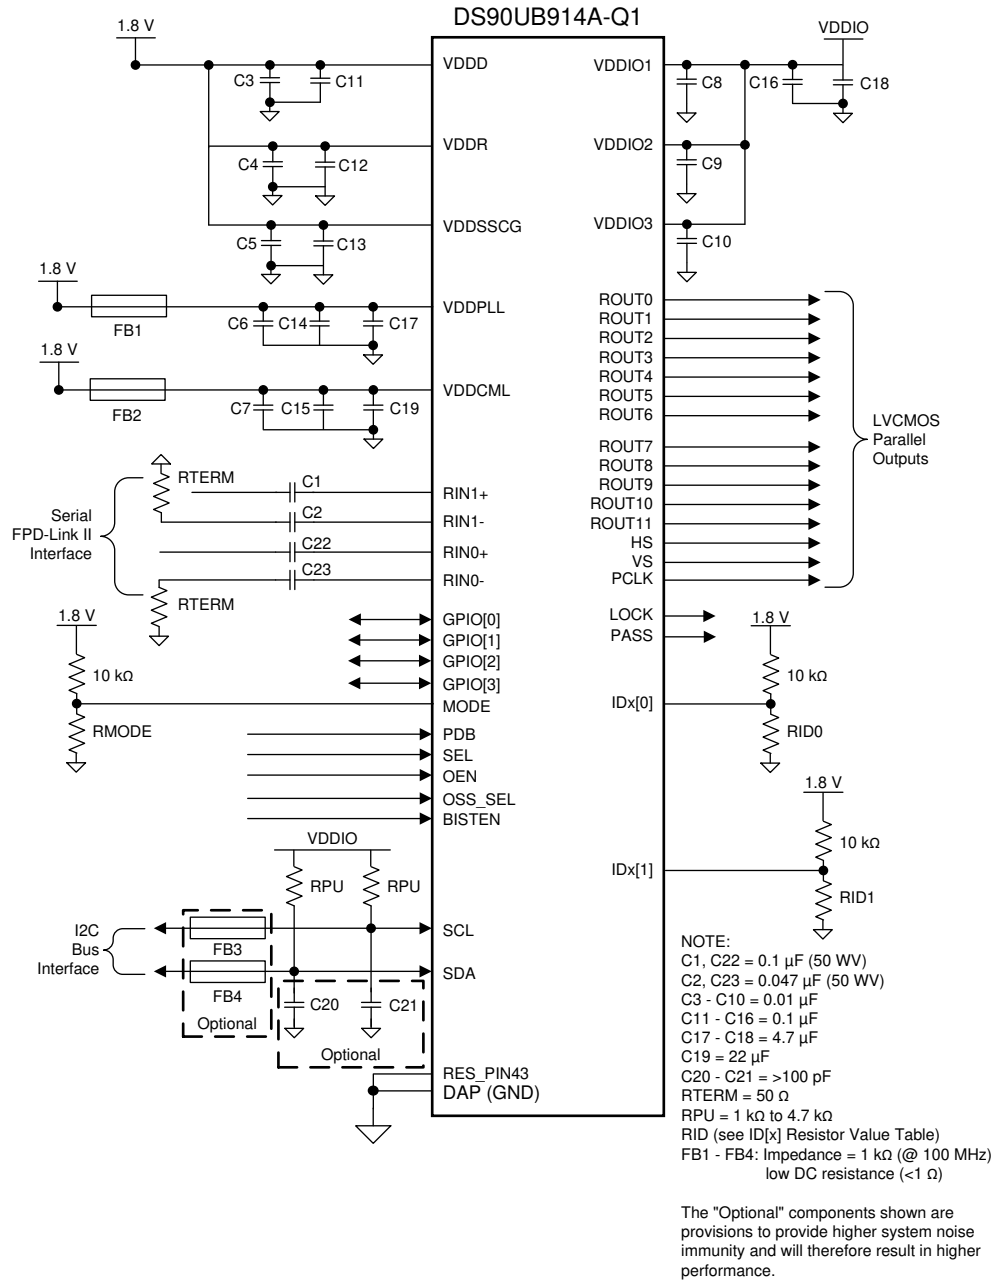 DS90UB914A-Q1
1.8 V
VDDIO
VDDD
VDDIO1
C3
C11
C8
C16
C18
VDDR
VDDIO2
C4
C12
C9
VDDSSCG
VDDIO3
C5
C13
C10
1.8 V
FB1
C6
C14
C17
VDDPLL
1.8 V
FB2
C7
C15
C19
VDDCML
ROUT0
ROUT1
ROUT2
ROUT3
ROUT4
ROUT5
ROUT6
ROUT7
ROUT8
ROUT9
ROUT10
ROUT11
HS
VS
PCLK
LVCMOS
Parallel
Outputs
Serial
FPD-Link II
Interface
RTERM
C1
C2
C22
C23
RTERM
RIN1+
RIN1-
RIN0+
RIN0-
LOCK
PASS
GPIO[0]
GPIO[1]
GPIO[2]
GPIO[3]
1.8 V
10 kΩ
RMODE
MODE
1.8 V
10 kΩ
IDx[0]
RID0
PDB
SEL
OEN
OSS_SEL
BISTEN
1.8 V
10 kΩ
IDx[1]
RID1
VDDIO
RPU
RPU
I2C
Bus
Interface
FB3
FB4
Optional
SCL
SDA
C20
C21
Optional
RES_PIN43
DAP (GND)
NOTE:
C1, C22 = 0.1 µF (50 WV)
C2, C23 = 0.047 µF (50 WV)
C3 - C10 = 0.01 µF
C11 - C16 = 0.1 µF
C17 - C18 = 4.7 µF
C19 = 22 µF
C20 - C21 = >100 pF
RTERM = 50 Ω
RPU = 1 kΩ to 4.7 kΩ
RID (see ID[x] Resistor Value Table)
FB1 - FB4: Impedance = 1 kΩ (@ 100 MHz)
low DC resistance (<1 Ω)
The "Optional" components shown are
provisions to provide higher system noise
immunity and will therefore result in higher
performance.